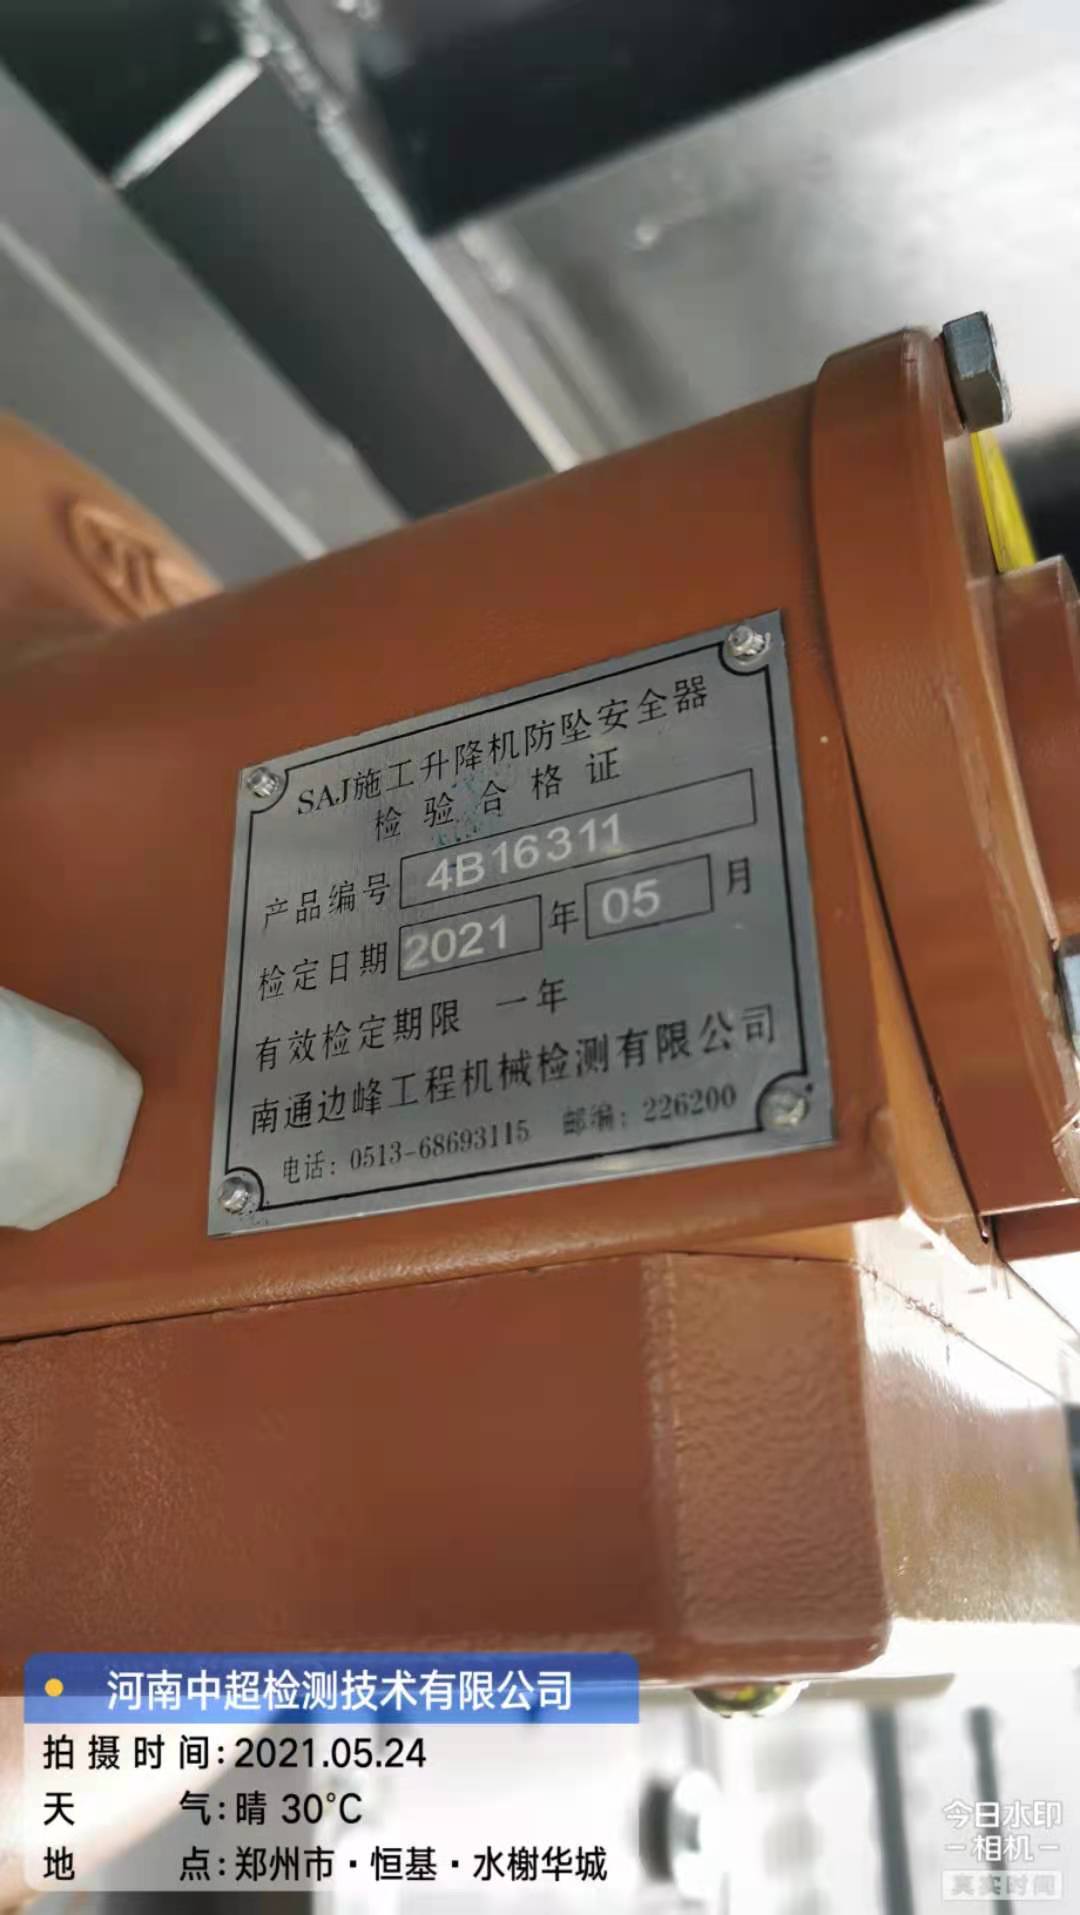 SAJ施工升降机防坠安全器
检验合格证
产品编号 4B16311
检定日期 2021 年 05 月
有效检定期限 一年
南通边峰工程机械检测有限公司
电话：0513-68693115 邮编：226200
河南中超检测技术有限公司
拍摄时间：2021.05.24
天气：晴 30℃
地点：郑州市·恒基·水榭华城
今日水印
-相机-
真实时间